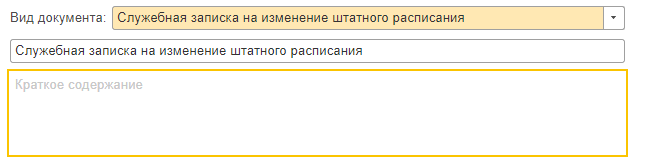 Вид документа: Служебная записка на изменение штатного расписания
Служебная записка на изменение штатного расписания
Краткое содержание